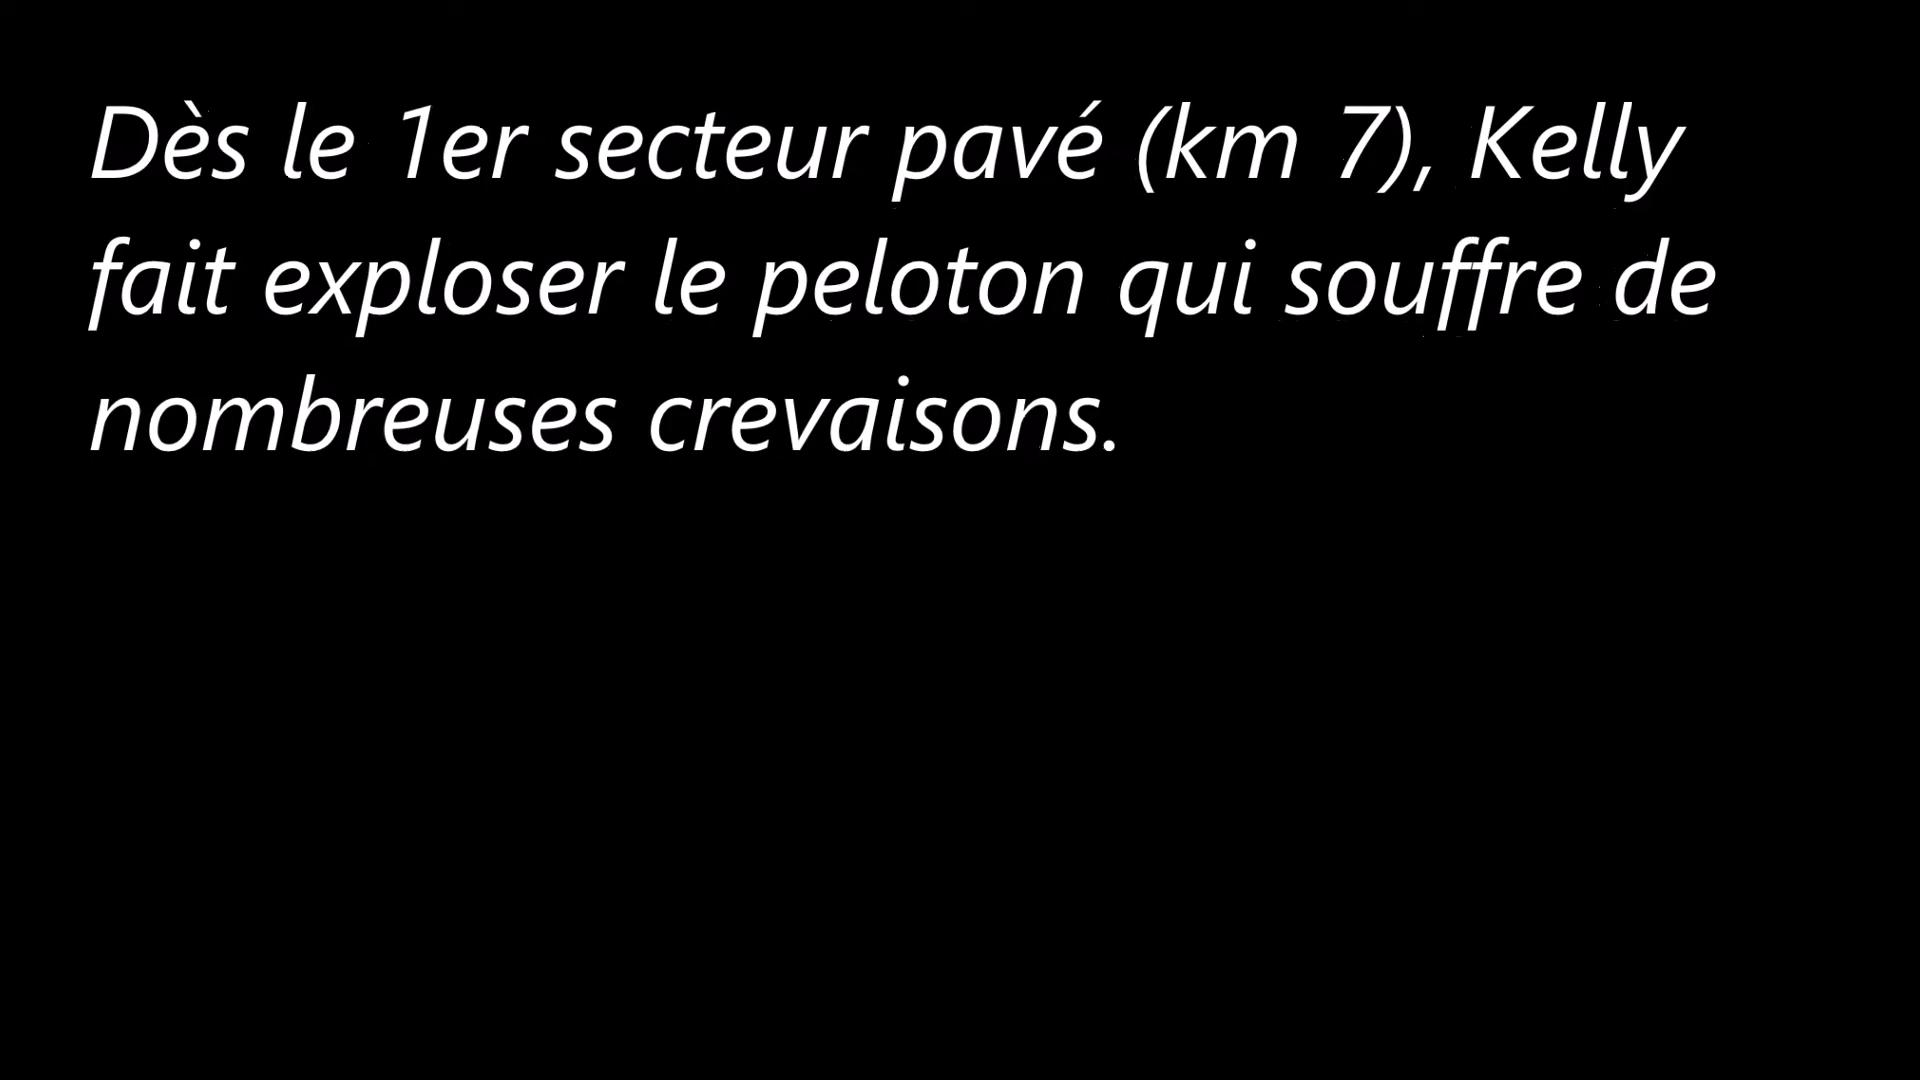 Dès le 1er secteur pavé (km 7), Kelly
fait exploser le peloton qui souffre de
nombreuses crevaisons.